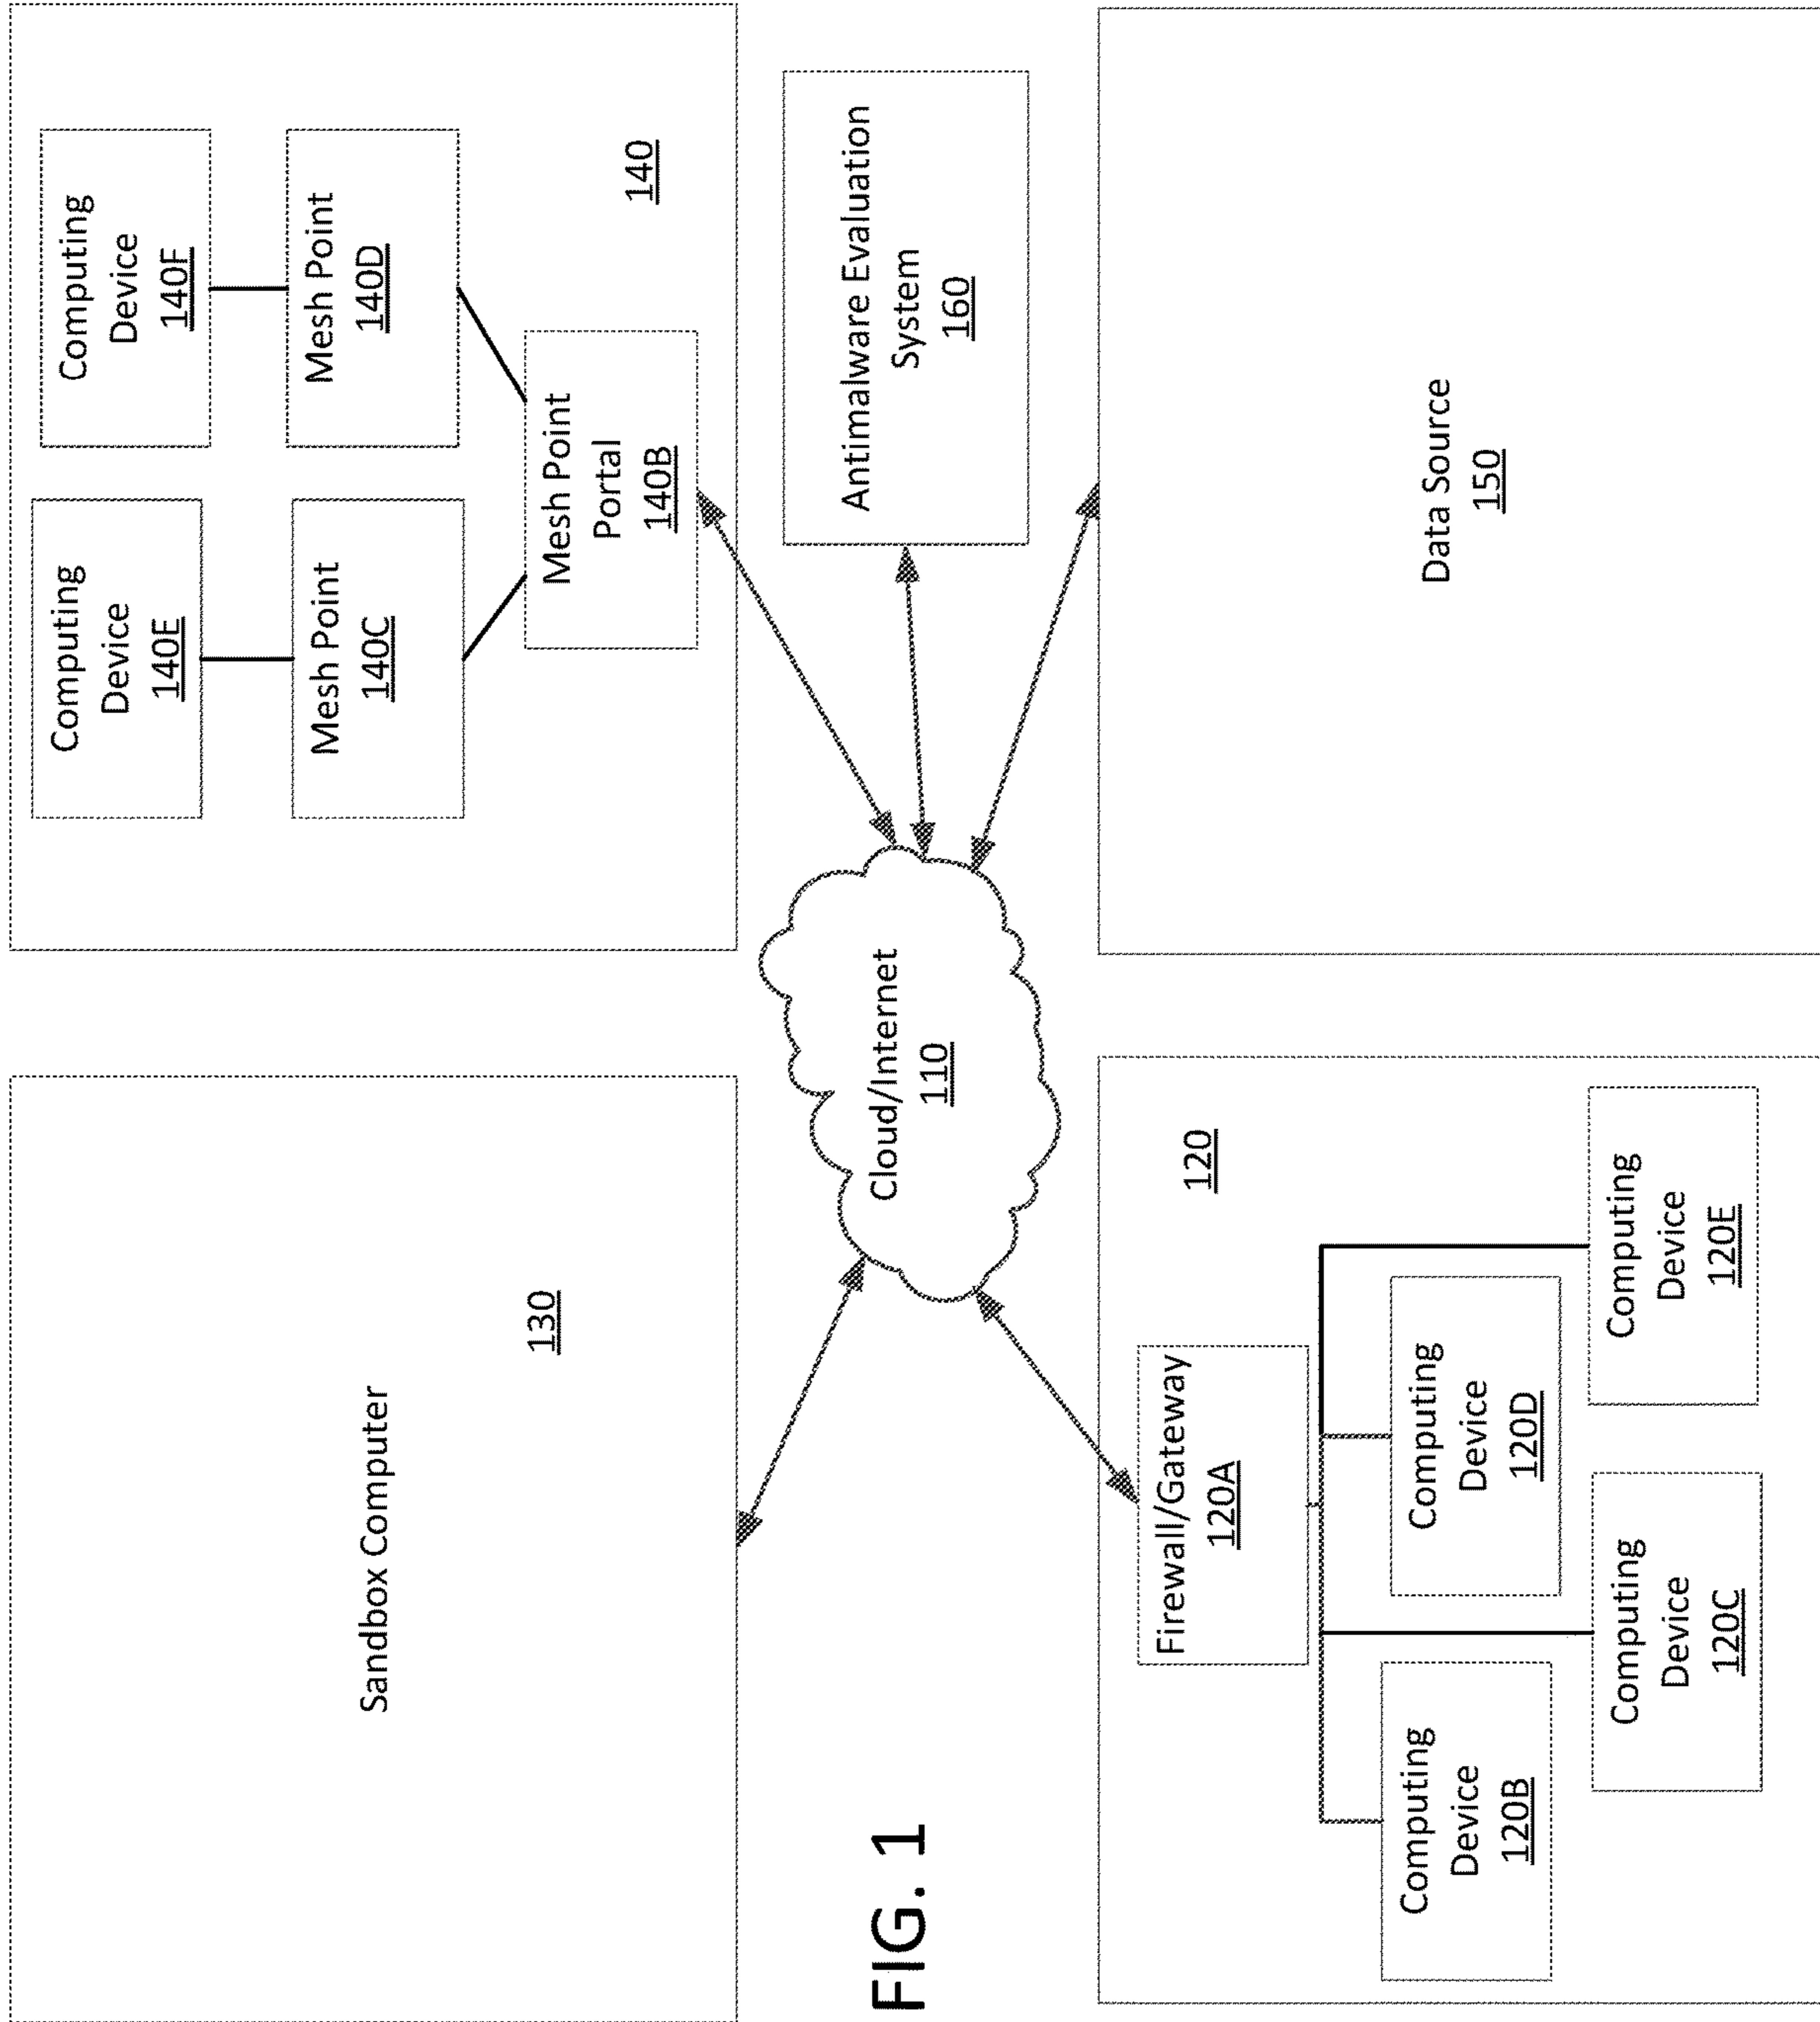 Sandbox Computer
130
Computing
Device
140E
Computing
Device
140F
Mesh Point
140C
Mesh Point
140D
Mesh Point
Portal
140B
140
FIG. 1
Cloud/Internet
110
Antimalware Evaluation
System
160
Firewall/Gateway
120A
120
Computing
Device
120B
Computing
Device
120D
Computing
Device
120C
Computing
Device
120E
Data Source
150